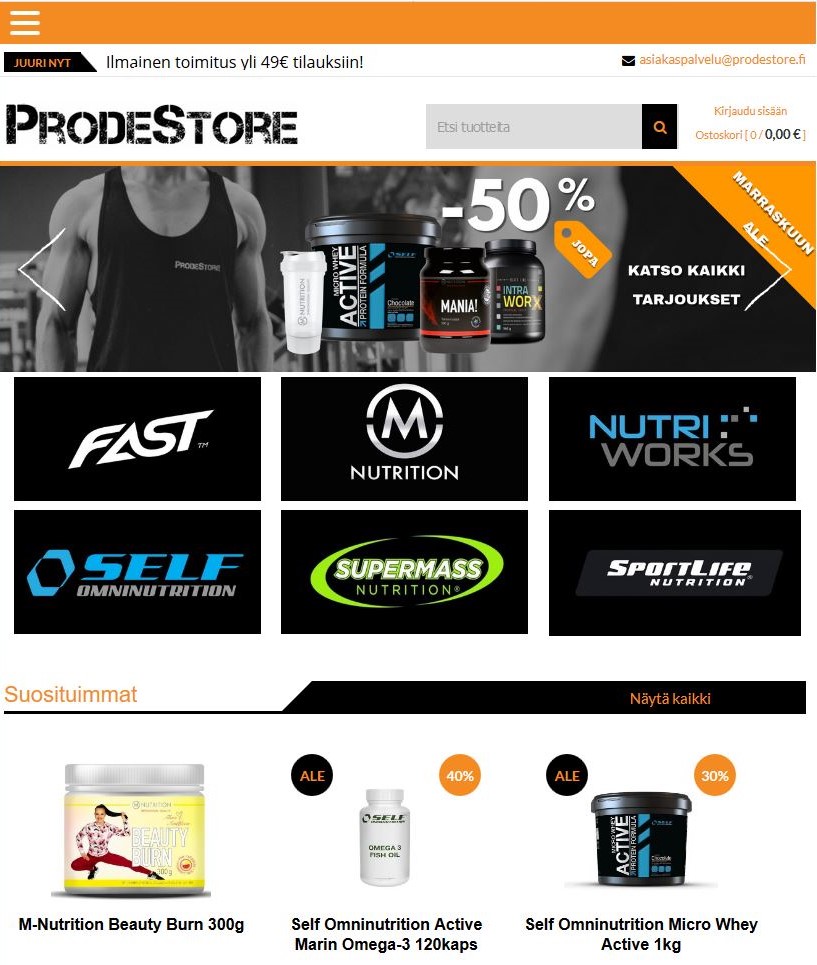 JUURI NYT
Ilmainen toimitus yli 49€ tilauksiin!
asiakaspalvelu@prodestore.fi
PRODESTORE
Etsi tuotteita
Kirjaudu sisään
Ostoskori [ 0 / 0,00 € ]
MARRASKUUN
ALE
-50%
JOPA
KATSO KAIKKI
TARJOUKSET
PRODESTORE
M NUTRITION
MICRO WHEY
ACTIVE
PROTEIN FORMULA
SELF
Chocolate
MANIA!
INTRA
WORX
FAST™
M
NUTRITION
NUTRI
WORKS
SELF
OMNINUTRITION
SUPERMASS
NUTRITION®
SPORTLIFE
NUTRITION®
Suosituimmat
Näytä kaikki
M NUTRITION
BEAUTY
BURN
300g
ALE
40%
SELF
OMNINUTRITION
OMEGA 3
FISH OIL
ALE
30%
MICRO WHEY
ACTIVE
PROTEIN FORMULA
SELF
Chocolate
M-Nutrition Beauty Burn 300g
Self Omninutrition Active
Marin Omega-3 120kaps
Self Omninutrition Micro Whey
Active 1kg